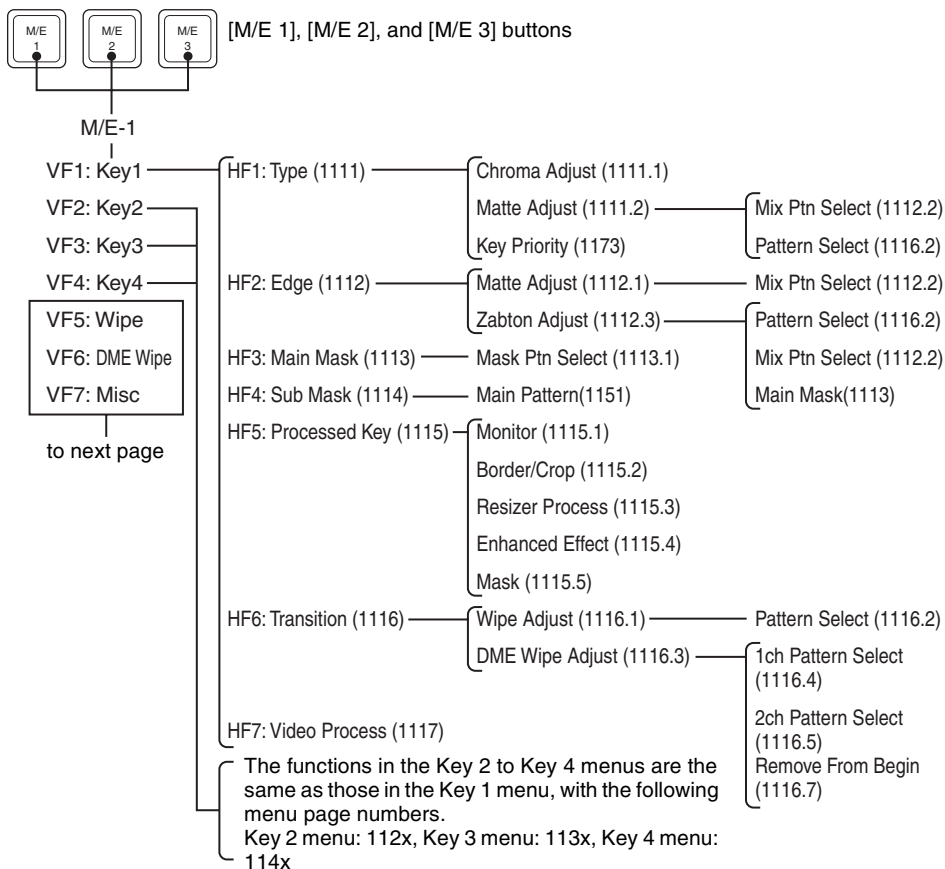 M/E 1
M/E 2
M/E 3
[M/E 1], [M/E 2], and [M/E 3] buttons
M/E-1
VF1: Key1
VF2: Key2
VF3: Key3
VF4: Key4
VF5: Wipe
VF6: DME Wipe
VF7: Misc
to next page
HF1: Type (1111)
Chroma Adjust (1111.1)
Matte Adjust (1111.2)
Mix Ptn Select (1112.2)
Pattern Select (1116.2)
Key Priority (1173)
HF2: Edge (1112)
Matte Adjust (1112.1)
Mix Ptn Select (1112.2)
Zabton Adjust (1112.3)
Pattern Select (1116.2)
Mix Ptn Select (1112.2)
Main Mask(1113)
HF3: Main Mask (1113)
Mask Ptn Select (1113.1)
HF4: Sub Mask (1114)
Main Pattern(1151)
HF5: Processed Key (1115)
Monitor (1115.1)
Border/Crop (1115.2)
Resizer Process (1115.3)
Enhanced Effect (1115.4)
Mask (1115.5)
HF6: Transition (1116)
Wipe Adjust (1116.1)
Pattern Select (1116.2)
DME Wipe Adjust (1116.3)
1ch Pattern Select
(1116.4)
2ch Pattern Select
(1116.5)
Remove From Begin
(1116.7)
HF7: Video Process (1117)
The functions in the Key 2 to Key 4 menus are the
same as those in the Key 1 menu, with the following
menu page numbers.
Key 2 menu: 112x, Key 3 menu: 113x, Key 4 menu:
114x